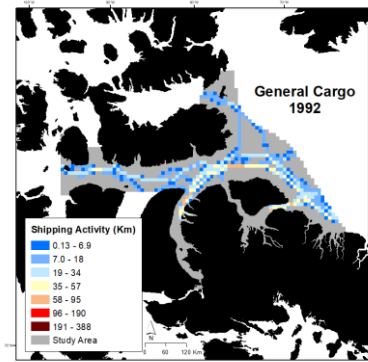 General Cargo
1992
Shipping Activity (Km)
0.13 - 6.9
7.0 - 18
19 - 34
35 - 57
58 - 95
96 - 190
191 - 388
Study Area
N
0 30 60 120 Km